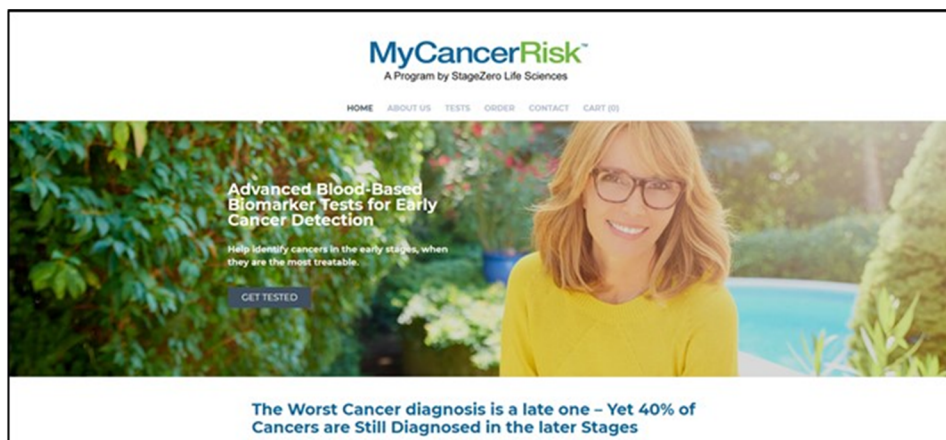 MyCancerRisk™
A Program by StageZero Life Sciences
HOME ABOUT US TESTS ORDER CONTACT CART (0)
Advanced Blood-Based
Biomarker Tests for Early
Cancer Detection
Help identify cancers in the early stages, when
they are the most treatable.
GET TESTED
The Worst Cancer diagnosis is a late one – Yet 40% of
Cancers are Still Diagnosed in the later Stages